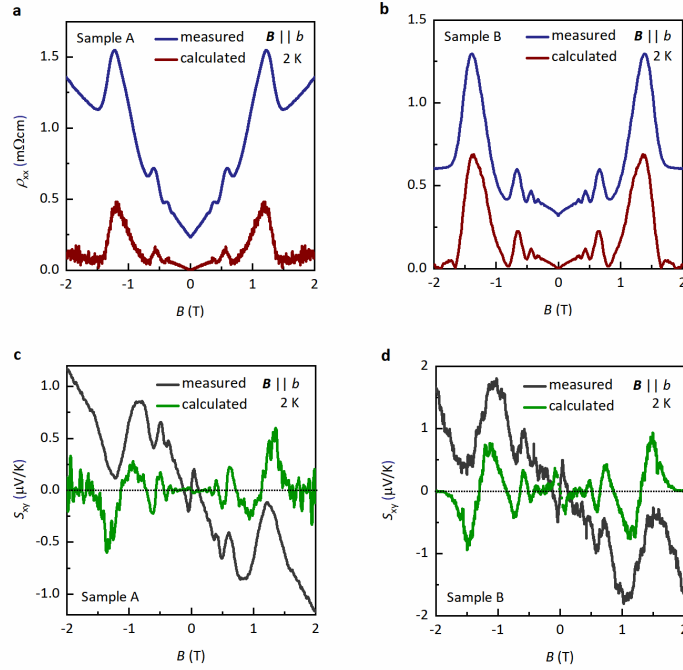 a
Sample A
measured
B || b
calculated
2 K
1.5
1.0
0.5
0.0
ρxx (mΩcm)
-2
-1
0
1
2
B (T)
b
Sample B
measured
B || b
calculated
2 K
1.5
1.0
0.5
0.0
-2
-1
0
1
2
B (T)
c
measured
B || b
calculated
2 K
1.0
0.5
0.0
-0.5
-1.0
Sxy (µV/K)
Sample A
-2
-1
0
1
2
B (T)
d
measured
B || b
calculated
2 K
2
1
0
-1
-2
Sxy (µV/K)
Sample B
-2
-1
0
1
2
B (T)